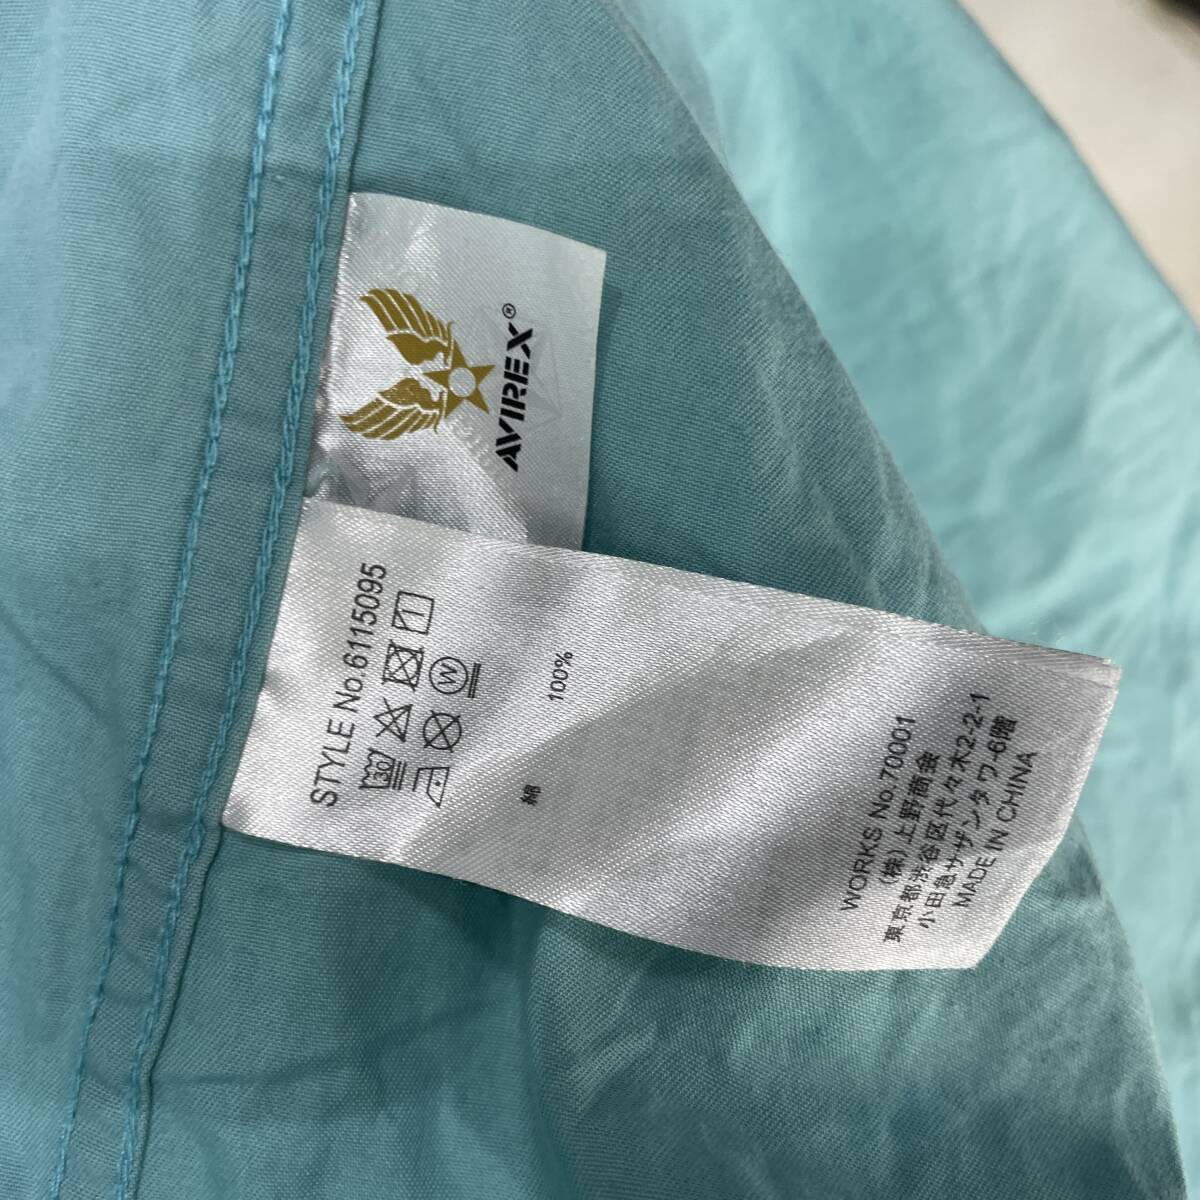 AVIREX®
STYLE No.6115095
30
W
綿 100%
WORKS No.70001
(株)上野商会
東京都渋谷区代々木2-2-1
小田急サザンタワ-6階
MADE IN CHINA